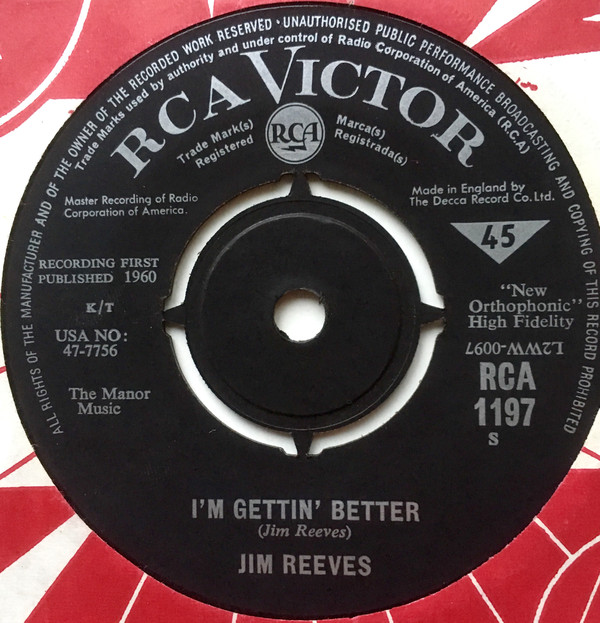 ALL RIGHTS OF THE MANUFACTURER AND OF THE OWNER OF THE RECORDED WORK RESERVED · UNAUTHORISED PUBLIC PERFORMANCE BROADCASTING AND COPYING OF THIS RECORD PROHIBITED
Trade Marks used by authority and under control of Radio Corporation of America (R.C.A)
RCA VICTOR
Trade Mark(s)
Registered
RCA
Marca(s)
Registrada(s)
Master Recording of Radio
Corporation of America.
Made in England by
The Decca Record Co. Ltd.
45
RECORDING FIRST
PUBLISHED 1960
K/T
USA NO:
47-7756
The Manor
Music
"New
Orthophonic"
High Fidelity
L2WW-0097
RCA
1197
S
I'M GETTIN' BETTER
(Jim Reeves)
JIM REEVES